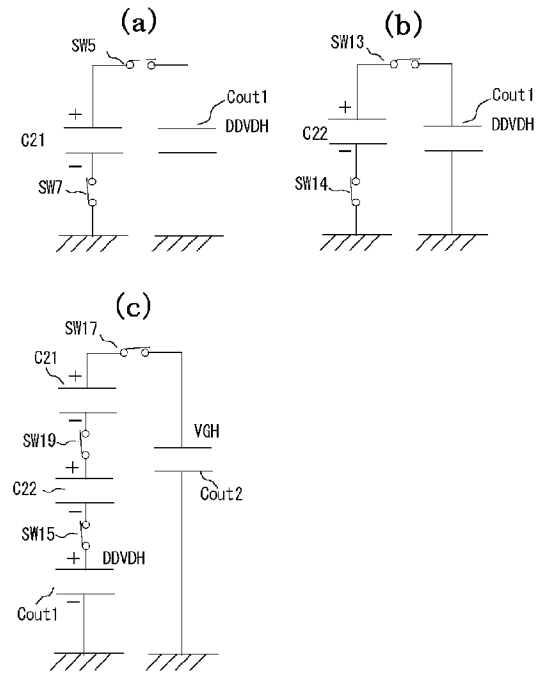 (a)
SW5
Cout1
+
C21
DDVDH
−
SW7
(b)
SW13
Cout1
+
DDVDH
C22
−
SW14
(c)
SW17
C21
+
−
SW19
VGH
+
C22
Cout2
−
SW15
DDVDH
+
Cout1
−